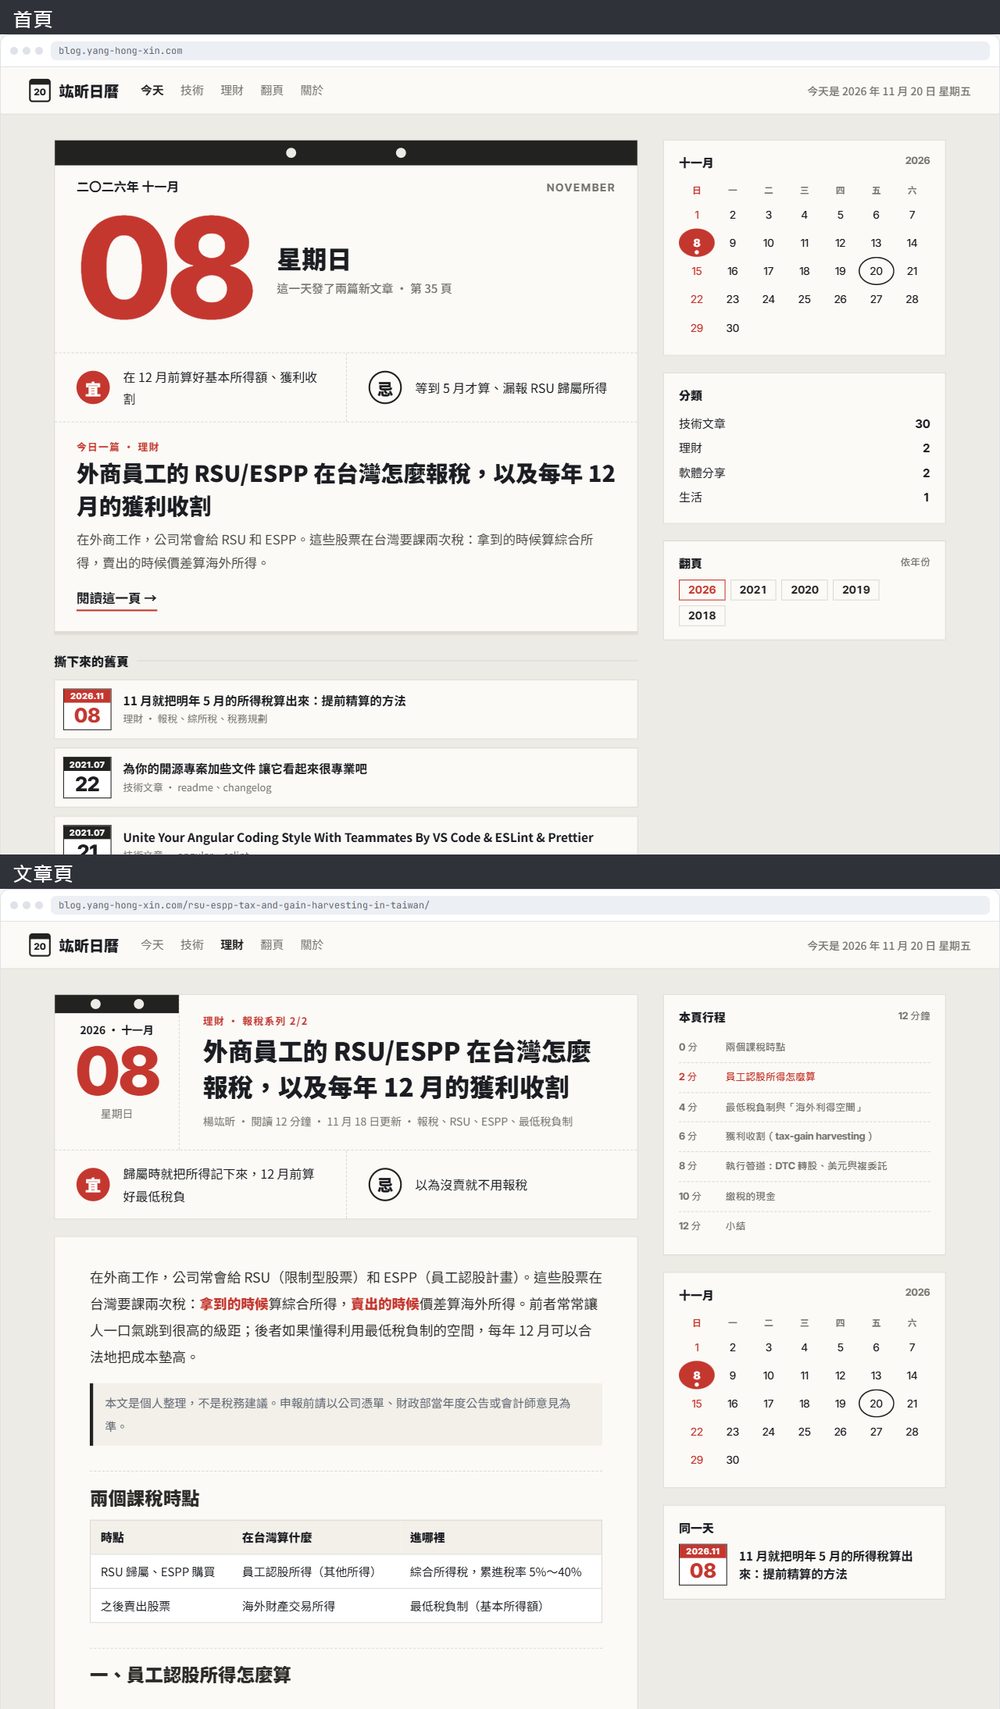 首頁
blog.yang-hong-xin.com
20 竑昕日曆 今天 技術 理財 翻頁 關於 今天是 2026 年 11 月 20 日 星期五
二〇二六年 十一月 NOVEMBER
08
星期日
這一天發了兩篇新文章 · 第 35 頁
宜 在 12 月前算好基本所得額、獲利收
割
忌 等到 5 月才算、漏報 RSU 歸屬所得
今日一篇 · 理財
外商員工的 RSU/ESPP 在台灣怎麼報稅，以及每年 12
月的獲利收割
在外商工作，公司常會給 RSU 和 ESPP。這些股票在台灣要課兩次稅：拿到的時候算綜合所
得，賣出的時候價差算海外所得。
閱讀這一頁 →
撕下來的舊頁
2026.11
08
11 月就把明年 5 月的所得稅算出來：提前精算的方法
理財 · 報稅、綜所稅、稅務規劃
2021.07
22
為你的開源專案加些文件 讓它看起來很專業吧
技術文章 · readme、changelog
2021.07
21
Unite Your Angular Coding Style With Teammates By VS Code & ESLint & Prettier
十一月 2026
日 一 二 三 四 五 六
1 2 3 4 5 6 7
8 9 10 11 12 13 14
15 16 17 18 19 20 21
22 23 24 25 26 27 28
29 30
分類
技術文章 30
理財 2
軟體分享 2
生活 1
翻頁 依年份
2026 2021 2020 2019
2018
文章頁
blog.yang-hong-xin.com/rsu-espp-tax-and-gain-harvesting-in-taiwan/
20 竑昕日曆 今天 技術 理財 翻頁 關於 今天是 2026 年 11 月 20 日 星期五
2026 · 十一月
08
星期日
理財 · 報稅系列 2/2
外商員工的 RSU/ESPP 在台灣怎麼
報稅，以及每年 12 月的獲利收割
楊竑昕 · 閱讀 12 分鐘 · 11 月 18 日更新 · 報稅、RSU、ESPP、最低稅負制
宜 歸屬時就把所得記下來，12 月前算
好最低稅負
忌 以為沒賣就不用報稅
在外商工作，公司常會給 RSU（限制型股票）和 ESPP（員工認股計畫）。這些股票在
台灣要課兩次稅：拿到的時候算綜合所得，賣出的時候價差算海外所得。前者常常讓
人一口氣跳到很高的級距；後者如果懂得利用最低稅負制的空間，每年 12 月可以合
法地把成本墊高。
本文是個人整理，不是稅務建議。申報前請以公司憑單、財政部當年度公告或會計師意見為
準。
兩個課稅時點
時點 在台灣算什麼 進哪裡
RSU 歸屬、ESPP 購買 員工認股所得（其他所得） 綜合所得稅，累進稅率 5%～40%
之後賣出股票 海外財產交易所得 最低稅負制（基本所得額）
一、員工認股所得怎麼算
本頁行程 12 分鐘
0 分 兩個課稅時點
2 分 員工認股所得怎麼算
4 分 最低稅負制與「海外利得空間」
6 分 獲利收割（tax-gain harvesting）
8 分 執行管道：DTC 轉股、美元與複委託
10 分 繳稅的現金
12 分 小結
十一月 2026
日 一 二 三 四 五 六
1 2 3 4 5 6 7
8 9 10 11 12 13 14
15 16 17 18 19 20 21
22 23 24 25 26 27 28
29 30
同一天
2026.11
08
11 月就把明年 5 月的所得稅算出
來：提前精算的方法